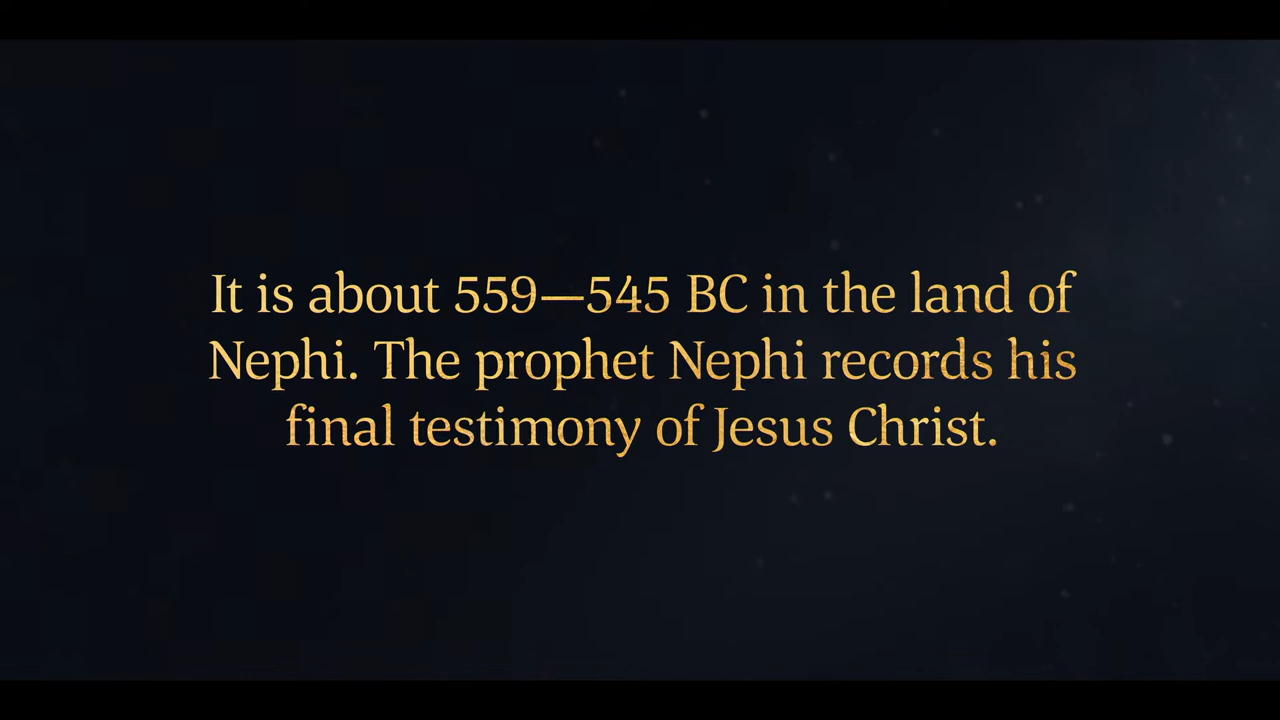 It is about 559—545 BC in the land of
Nephi. The prophet Nephi records his
final testimony of Jesus Christ.